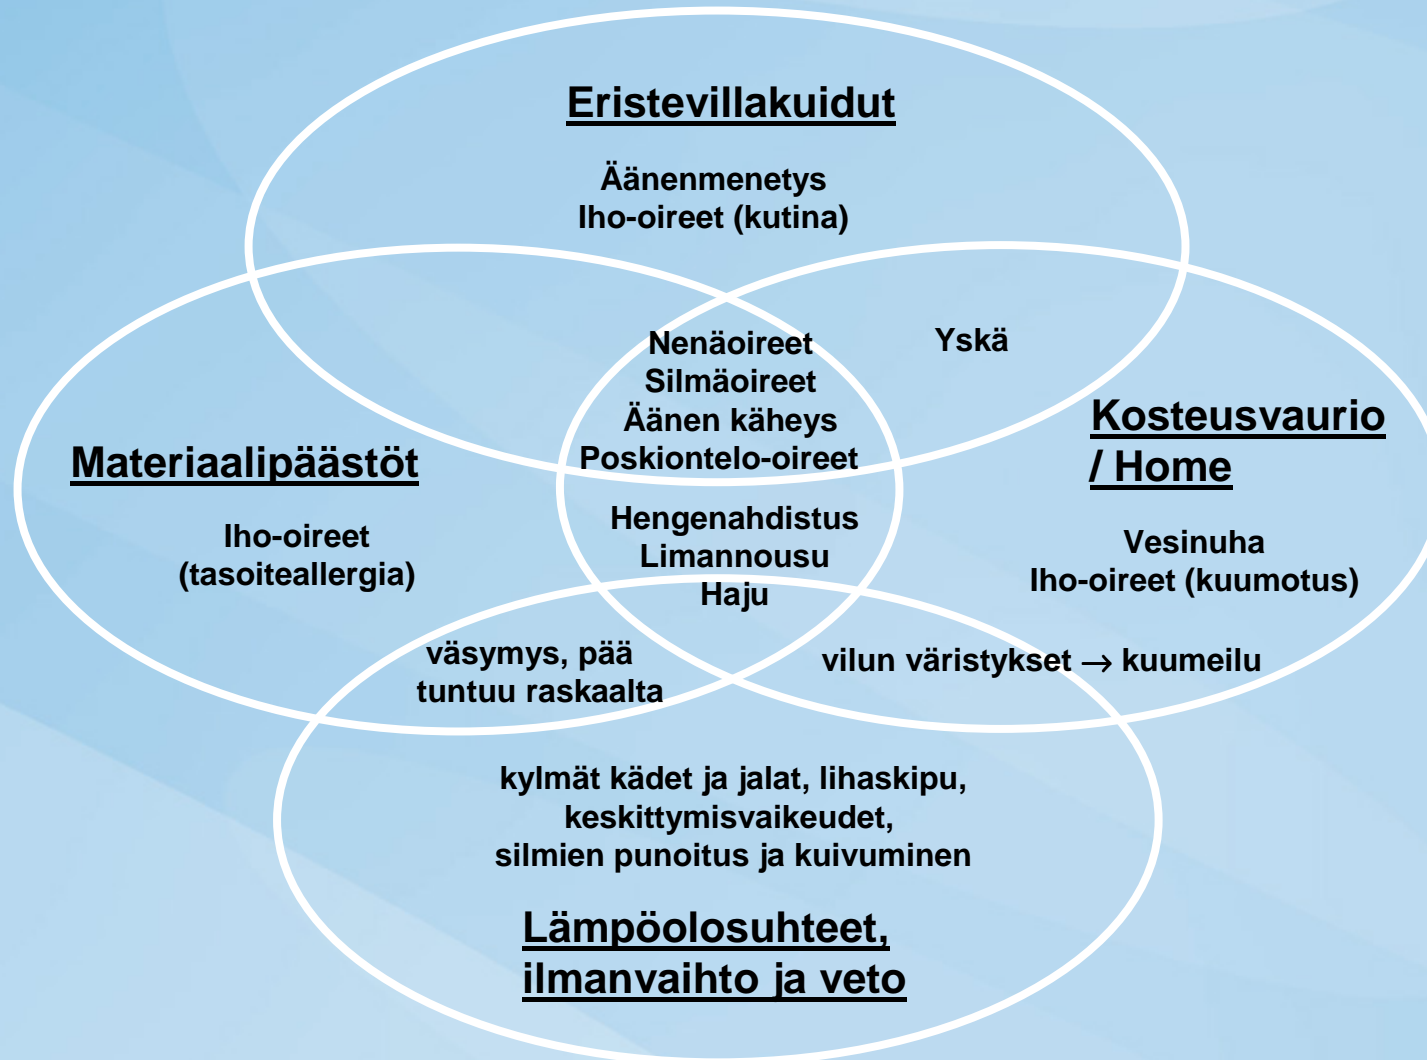 Eristevillakuidut
Äänenmenetys
Iho-oireet (kutina)
Nenäoireet
Silmäoireet
Äänen käheys
Poskiontelo-oireet
Yskä
Kosteusvaurio
/ Home
Materiaalipäästöt
Iho-oireet
(tasoiteallergia)
Hengenahdistus
Limannousu
Haju
Vesinuha
Iho-oireet (kuumotus)
väsymys, pää
tuntuu raskaalta
vilun väristykset → kuumeilu
kylmät kädet ja jalat, lihaskipu,
keskittymisvaikeudet,
silmien punoitus ja kuivuminen
Lämpöolosuhteet,
ilmanvaihto ja veto